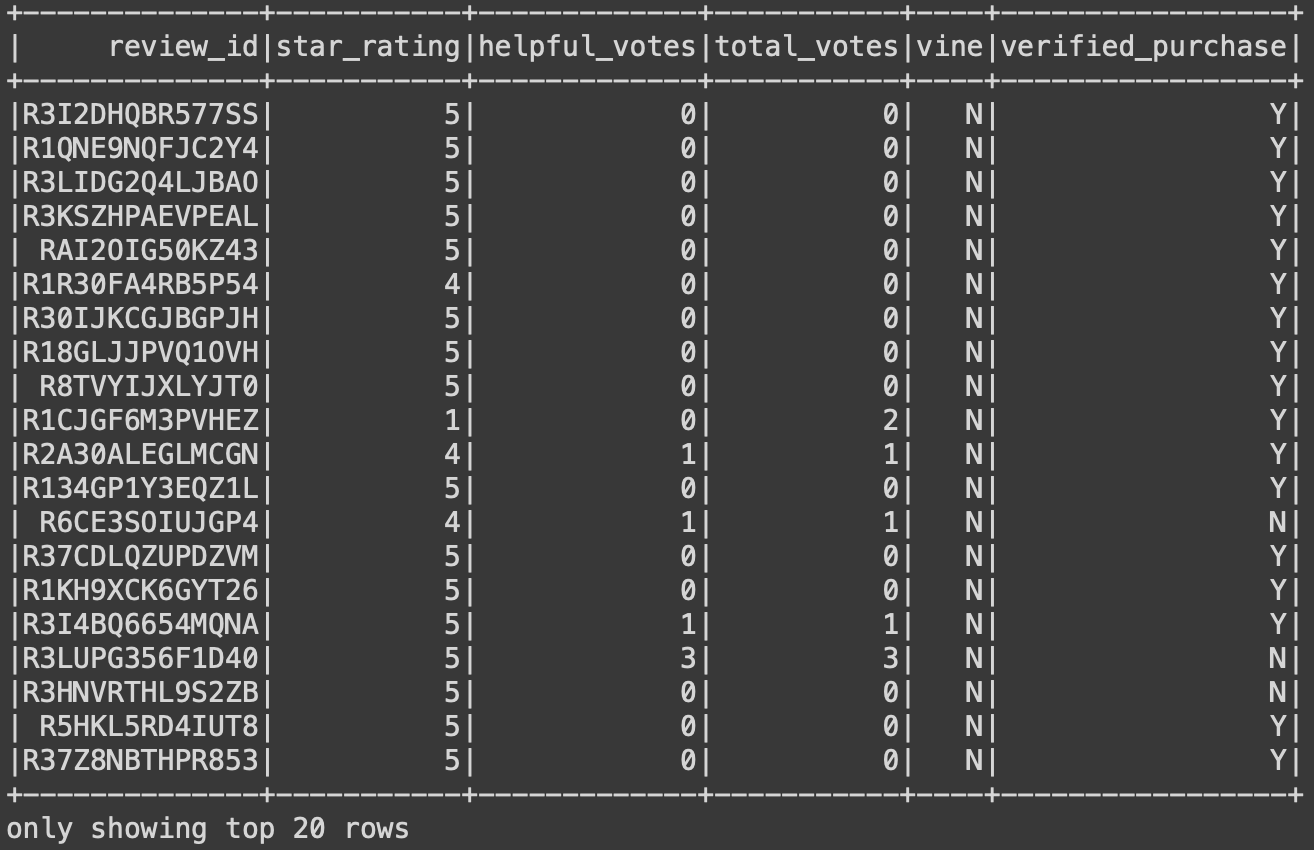 +--------------+-----------+-------------+-----------+----+-----------------+
|     review_id|star_rating|helpful_votes|total_votes|vine|verified_purchase|
+--------------+-----------+-------------+-----------+----+-----------------+
|R3I2DHQBR577SS|          5|            0|          0|   N|                Y|
|R1QNE9NQFJC2Y4|          5|            0|          0|   N|                Y|
|R3LIDG2Q4LJBAO|          5|            0|          0|   N|                Y|
|R3KSZHPAEVPEAL|          5|            0|          0|   N|                Y|
| RAI2OIG50KZ43|          5|            0|          0|   N|                Y|
|R1R30FA4RB5P54|          4|            0|          0|   N|                Y|
|R30IJKCGJBGPJH|          5|            0|          0|   N|                Y|
|R18GLJJPVQ1OVH|          5|            0|          0|   N|                Y|
| R8TVYIJXLYJT0|          5|            0|          0|   N|                Y|
|R1CJGF6M3PVHEZ|          1|            0|          2|   N|                Y|
|R2A30ALEGLMCGN|          4|            1|          1|   N|                Y|
|R134GP1Y3EQZ1L|          5|            0|          0|   N|                Y|
| R6CE3SOIUJGP4|          4|            1|          1|   N|                N|
|R37CDLQZUPDZVM|          5|            0|          0|   N|                Y|
|R1KH9XCK6GYT26|          5|            0|          0|   N|                Y|
|R3I4BQ6654MQNA|          5|            1|          1|   N|                Y|
|R3LUPG356F1D40|          5|            3|          3|   N|                N|
|R3HNVRTHL9S2ZB|          5|            0|          0|   N|                N|
| R5HKL5RD4IUT8|          5|            0|          0|   N|                Y|
|R37Z8NBTHPR853|          5|            0|          0|   N|                Y|
+--------------+-----------+-------------+-----------+----+-----------------+
only showing top 20 rows